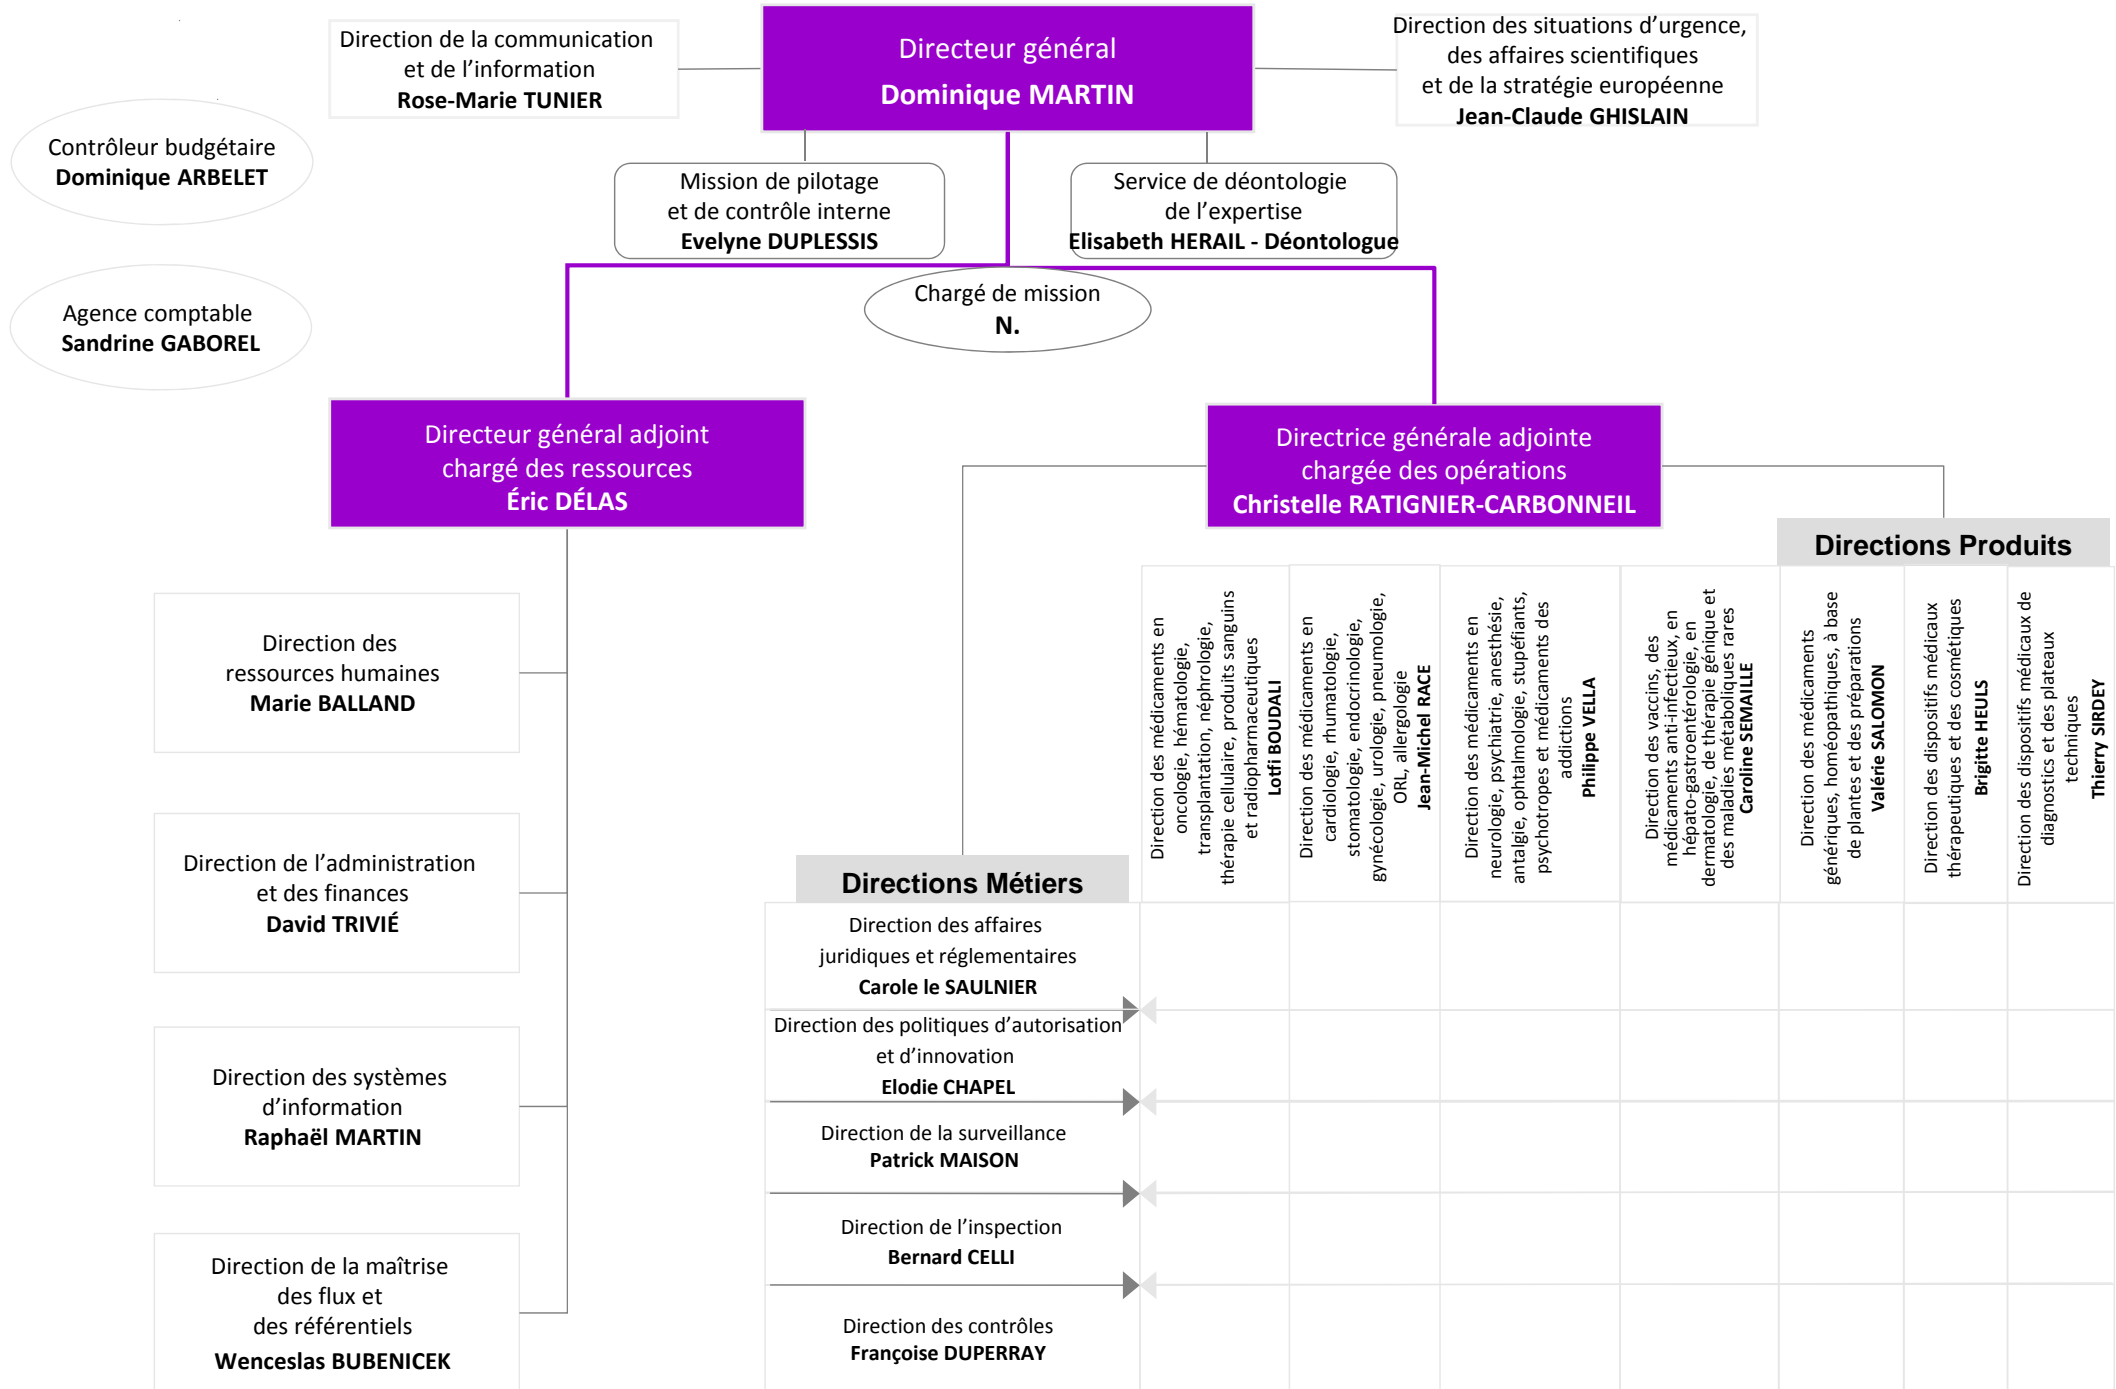 Direction de la communication
et de l’information
Rose-Marie TUNIER
Directeur général
Dominique MARTIN
Direction des situations d’urgence,
des affaires scientifiques
et de la stratégie européenne
Jean-Claude GHISLAIN
Contrôleur budgétaire
Dominique ARBELET
Mission de pilotage
et de contrôle interne
Evelyne DUPLESSIS
Service de déontologie
de l’expertise
Elisabeth HERAIL - Déontologue
Agence comptable
Sandrine GABOREL
Chargé de mission
N.
Directeur général adjoint
chargé des ressources
Éric DÉLAS
Directrice générale adjointe
chargée des opérations
Christelle RATIGNIER-CARBONNEIL
Direction des
ressources humaines
Marie BALLAND
Direction de l’administration
et des finances
David TRIVIÉ
Direction des systèmes
d’information
Raphaël MARTIN
Direction de la maîtrise
des flux et
des référentiels
Wenceslas BUBENICEK
Directions Produits
Direction des médicaments en
oncologie, hématologie,
transplantation, néphrologie,
thérapie cellulaire, produits sanguins
et radiopharmaceutiques
Lotfi BOUDALI
Direction des médicaments en
cardiologie, rhumatologie,
stomatologie, endocrinologie,
gynécologie, urologie, pneumologie,
ORL, allergologie
Jean-Michel RACE
Direction des médicaments en
neurologie, psychiatrie, anesthésie,
antalgie, ophtalmologie, stupéfiants,
psychotropes et médicaments des
addictions
Philippe VELLA
Direction des vaccins, des
médicaments anti-infectieux, en
hépato-gastroentérologie, en
dermatologie, de thérapie génique et
des maladies métaboliques rares
Caroline SEMAILLE
Direction des médicaments
génériques, homéopathiques, à base
de plantes et des préparations
Valérie SALOMON
Direction des dispositifs médicaux
thérapeutiques et des cosmétiques
Brigitte HEULS
Direction des dispositifs médicaux de
diagnostics et des plateaux
techniques
Thierry SIRDEY
Directions Métiers
Direction des affaires
juridiques et réglementaires
Carole le SAULNIER
Direction des politiques d’autorisation
et d’innovation
Elodie CHAPEL
Direction de la surveillance
Patrick MAISON
Direction de l’inspection
Bernard CELLI
Direction des contrôles
Françoise DUPERRAY